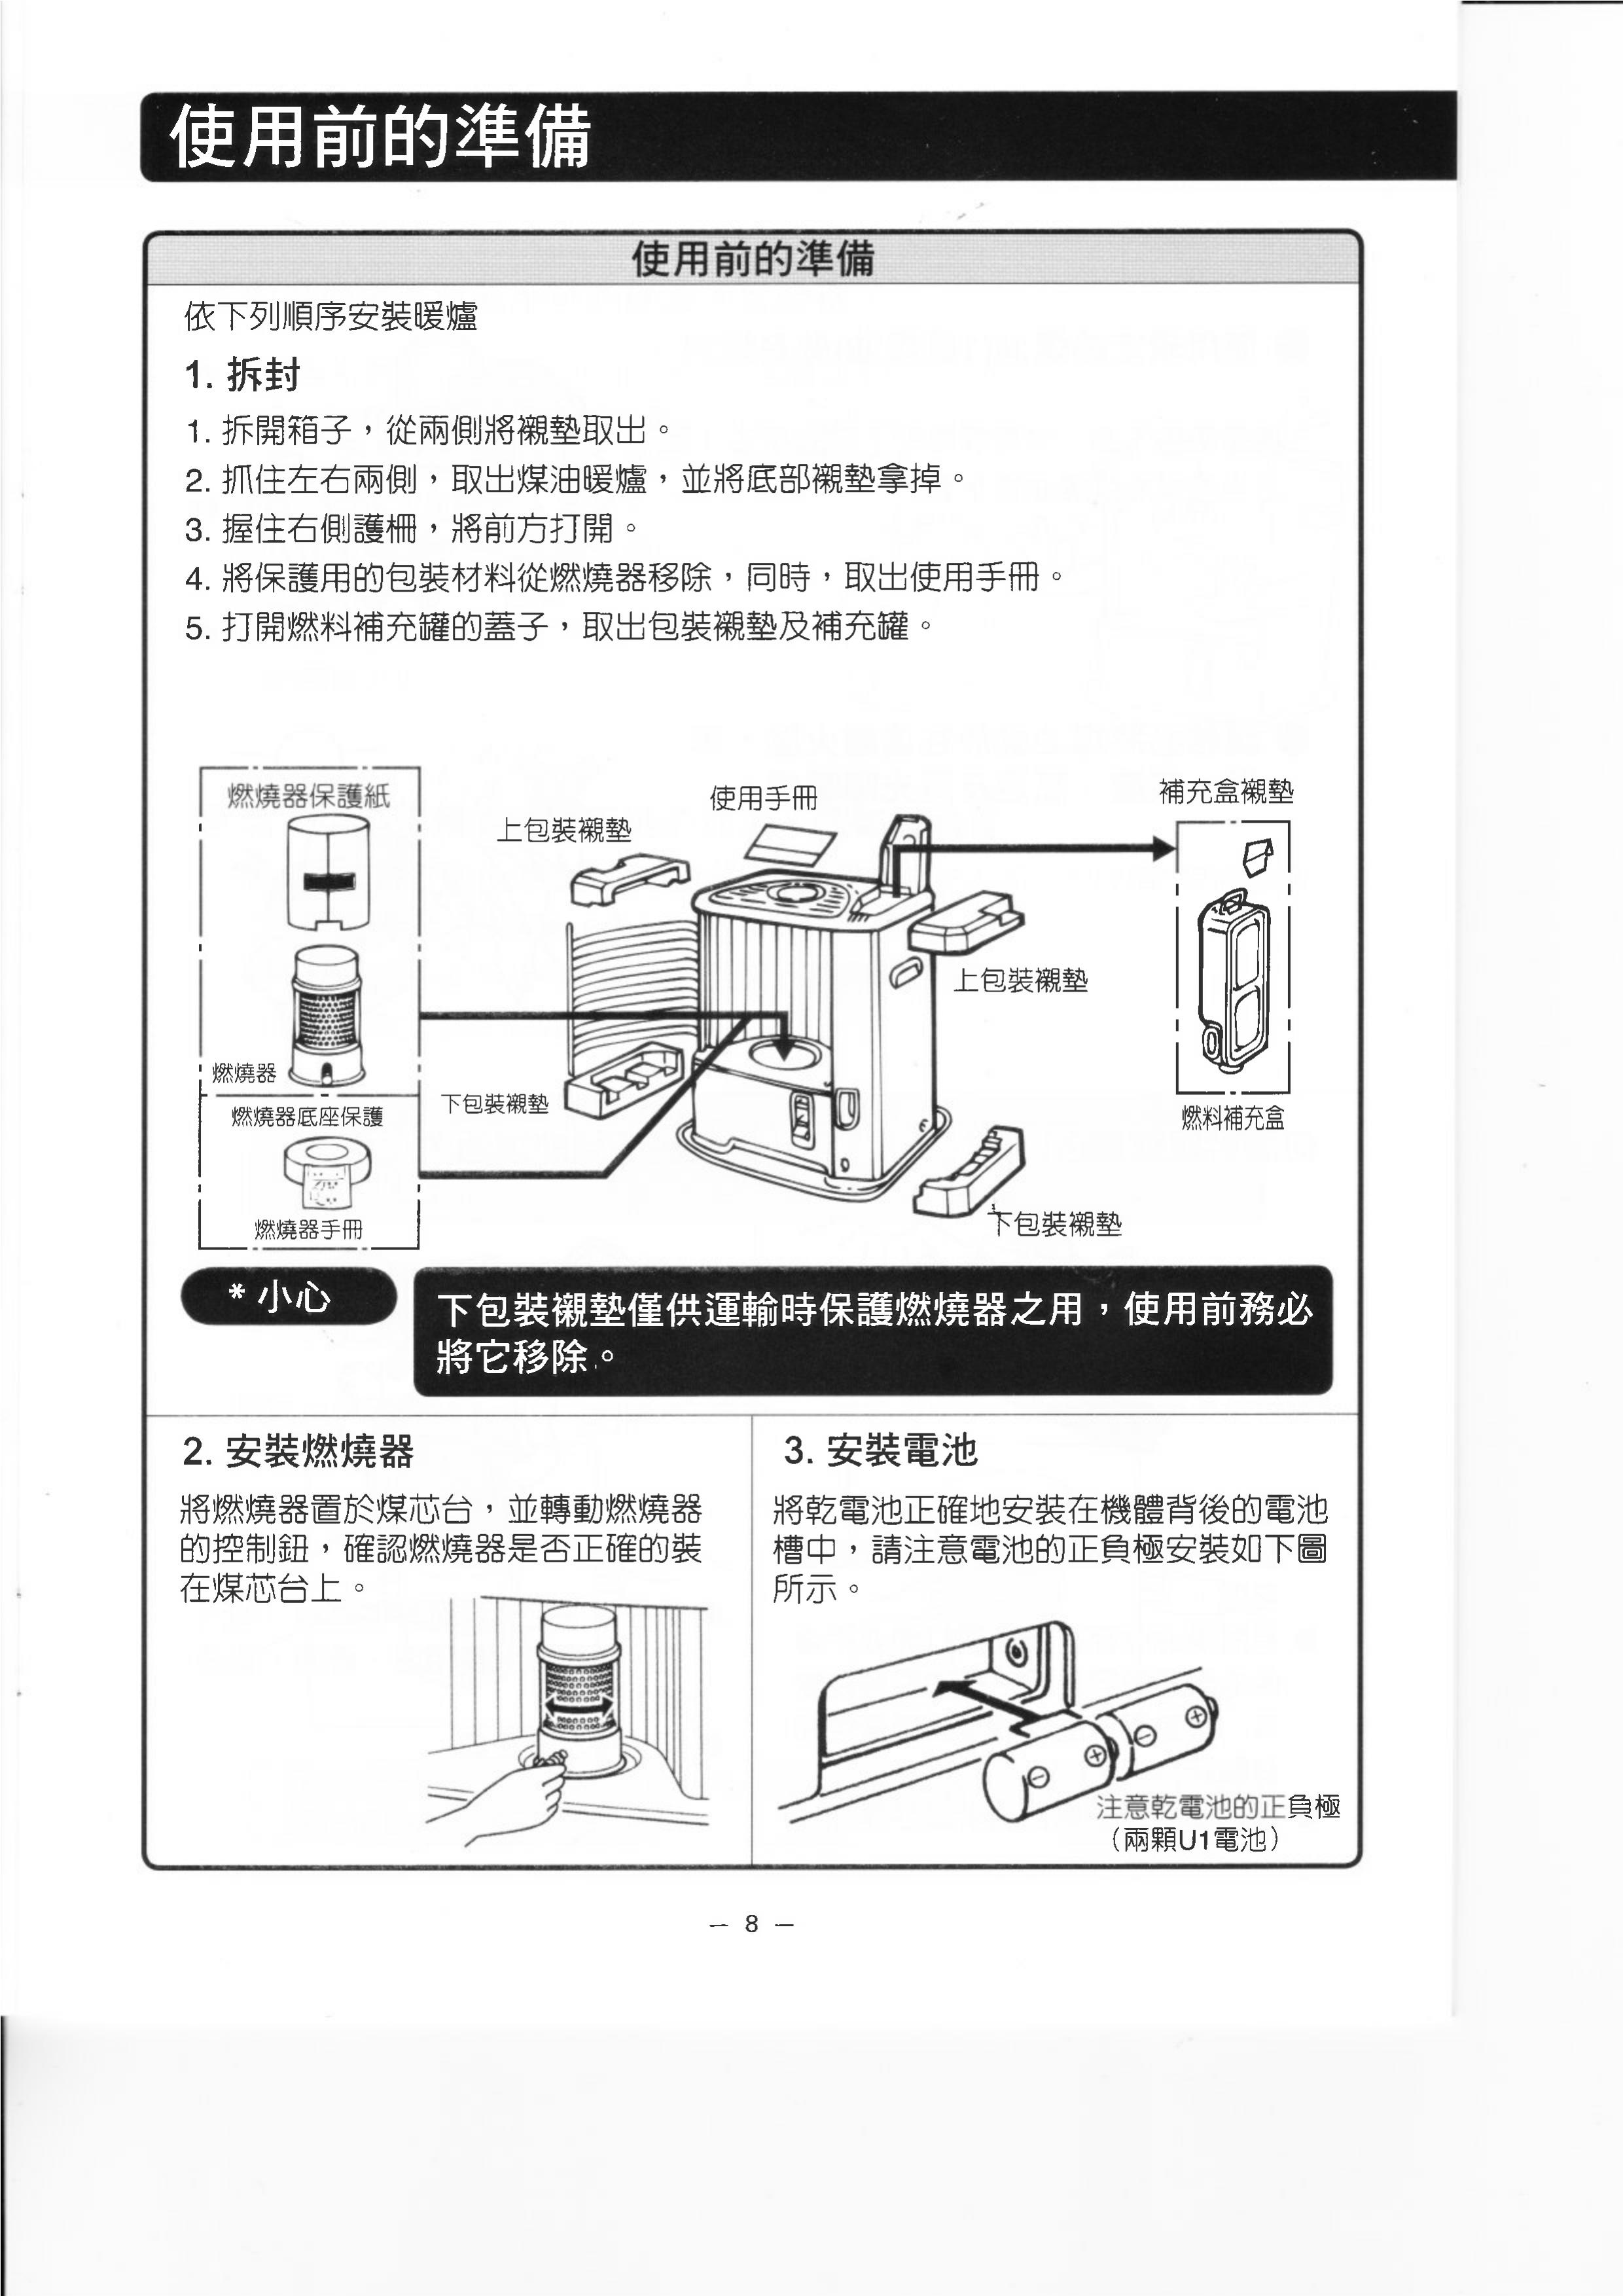 使用前的準備
使用前的準備
依下列順序安裝暖爐
1. 拆封
1. 拆開箱子，從兩側將襯墊取出。
2. 抓住左右兩側，取出煤油暖爐，並將底部襯墊拿掉。
3. 握住右側護柵，將前方打開。
4. 將保護用的包裝材料從燃燒器移除，同時，取出使用手冊。
5. 打開燃料補充罐的蓋子，取出包裝襯墊及補充罐。
燃燒器保護紙
上包裝襯墊
使用手冊
補充盒襯墊
上包裝襯墊
燃燒器
下包裝襯墊
燃燒器底座保護
燃料補充盒
燃燒器手冊
下包裝襯墊
* 小心
下包裝襯墊僅供運輸時保護燃燒器之用，使用前務必
將它移除。
2. 安裝燃燒器
將燃燒器置於煤芯台，並轉動燃燒器
的控制鈕，確認燃燒器是否正確的裝
在煤芯台上。
3. 安裝電池
將乾電池正確地安裝在機體背後的電池
槽中，請注意電池的正負極安裝如下圖
所示。
注意乾電池的正負極
（兩顆U1電池）
– 8 –